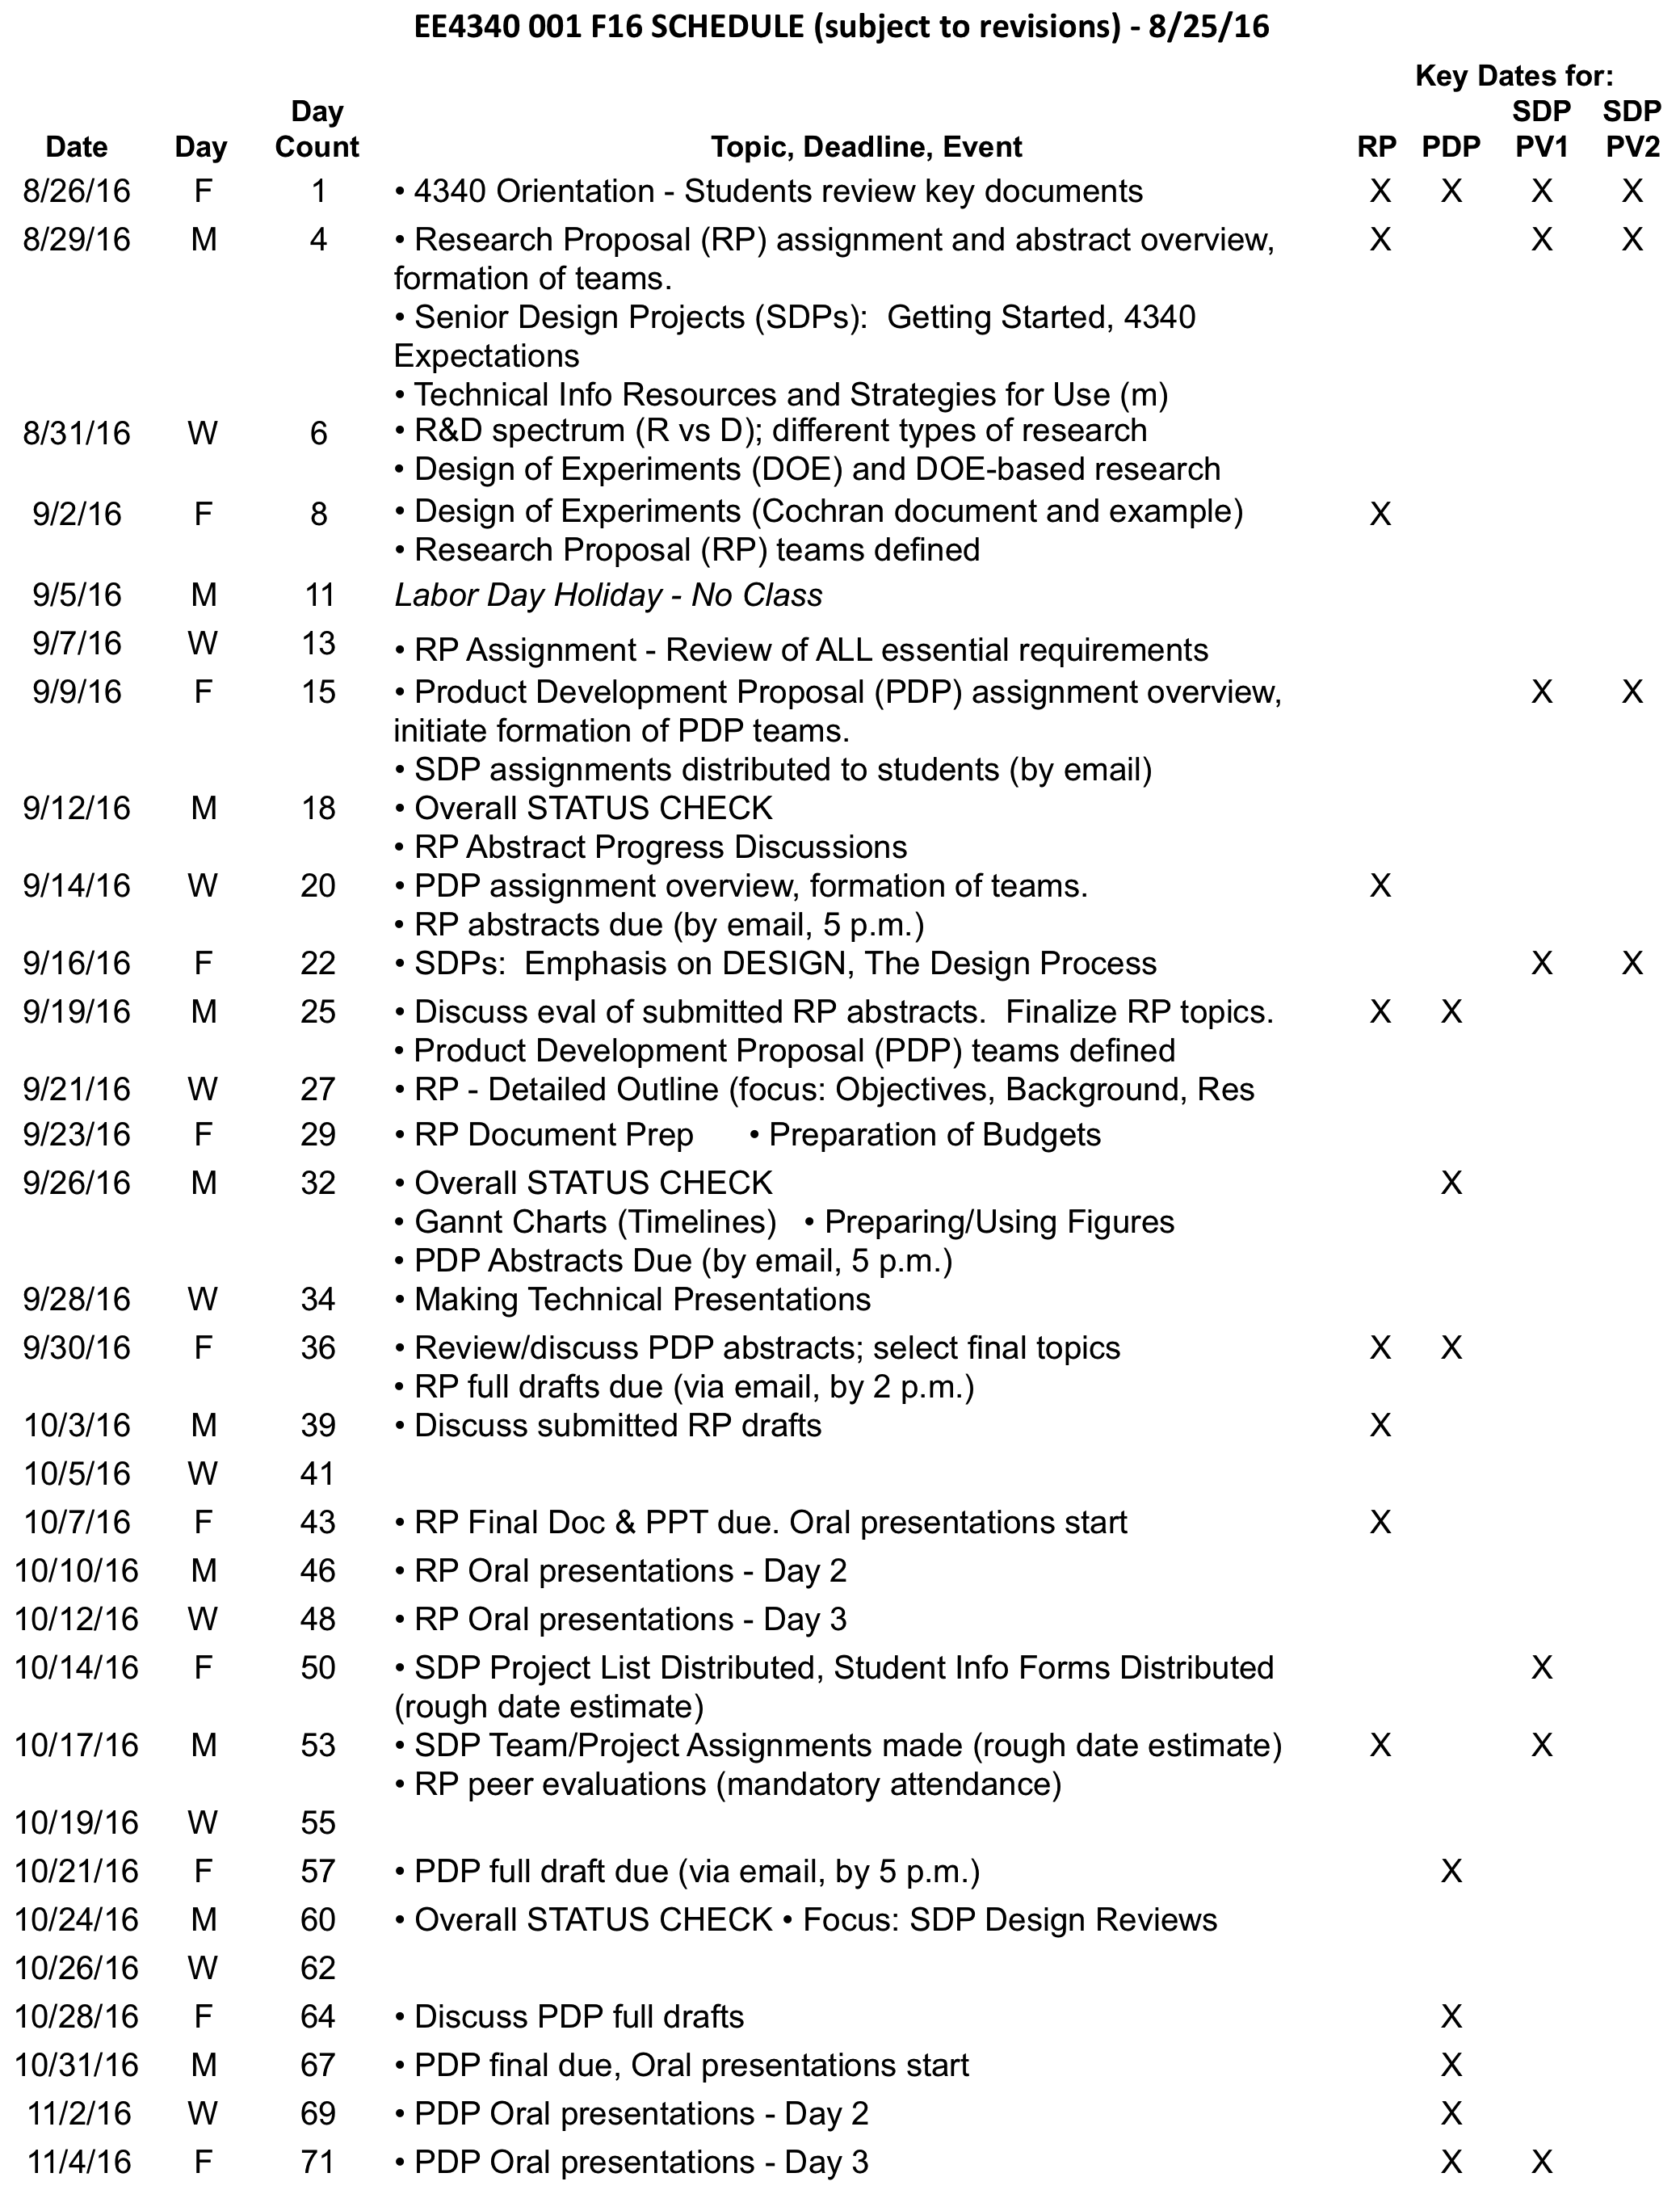 EE4340 001 F16 SCHEDULE (subject to revisions) - 8/25/16
Key Dates for:
Day SDP SDP
Date Day Count Topic, Deadline, Event RP PDP PV1 PV2
8/26/16 F 1 • 4340 Orientation - Students review key documents X X X X
8/29/16 M 4 • Research Proposal (RP) assignment and abstract overview, X X X
formation of teams.
• Senior Design Projects (SDPs):  Getting Started, 4340
Expectations
• Technical Info Resources and Strategies for Use (m)
8/31/16 W 6 • R&D spectrum (R vs D); different types of research
• Design of Experiments (DOE) and DOE-based research
9/2/16 F 8 • Design of Experiments (Cochran document and example) X
• Research Proposal (RP) teams defined
9/5/16 M 11 Labor Day Holiday - No Class
9/7/16 W 13 • RP Assignment - Review of ALL essential requirements
9/9/16 F 15 • Product Development Proposal (PDP) assignment overview, X X
initiate formation of PDP teams.
• SDP assignments distributed to students (by email)
9/12/16 M 18 • Overall STATUS CHECK
• RP Abstract Progress Discussions
9/14/16 W 20 • PDP assignment overview, formation of teams. X
• RP abstracts due (by email, 5 p.m.)
9/16/16 F 22 • SDPs:  Emphasis on DESIGN, The Design Process X X
9/19/16 M 25 • Discuss eval of submitted RP abstracts.  Finalize RP topics. X X
• Product Development Proposal (PDP) teams defined
9/21/16 W 27 • RP - Detailed Outline (focus: Objectives, Background, Res
9/23/16 F 29 • RP Document Prep • Preparation of Budgets
9/26/16 M 32 • Overall STATUS CHECK X
• Gannt Charts (Timelines) • Preparing/Using Figures
• PDP Abstracts Due (by email, 5 p.m.)
9/28/16 W 34 • Making Technical Presentations
9/30/16 F 36 • Review/discuss PDP abstracts; select final topics X X
• RP full drafts due (via email, by 2 p.m.)
10/3/16 M 39 • Discuss submitted RP drafts X
10/5/16 W 41
10/7/16 F 43 • RP Final Doc & PPT due. Oral presentations start X
10/10/16 M 46 • RP Oral presentations - Day 2
10/12/16 W 48 • RP Oral presentations - Day 3
10/14/16 F 50 • SDP Project List Distributed, Student Info Forms Distributed X
(rough date estimate)
10/17/16 M 53 • SDP Team/Project Assignments made (rough date estimate) X X
• RP peer evaluations (mandatory attendance)
10/19/16 W 55
10/21/16 F 57 • PDP full draft due (via email, by 5 p.m.) X
10/24/16 M 60 • Overall STATUS CHECK • Focus: SDP Design Reviews
10/26/16 W 62
10/28/16 F 64 • Discuss PDP full drafts X
10/31/16 M 67 • PDP final due, Oral presentations start X
11/2/16 W 69 • PDP Oral presentations - Day 2 X
11/4/16 F 71 • PDP Oral presentations - Day 3 X X